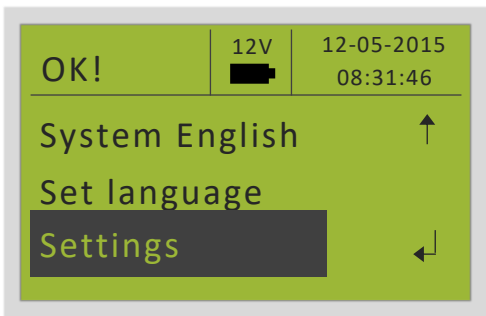 OK!
12V
12-05-2015
08:31:46
System English
Set language
Settings